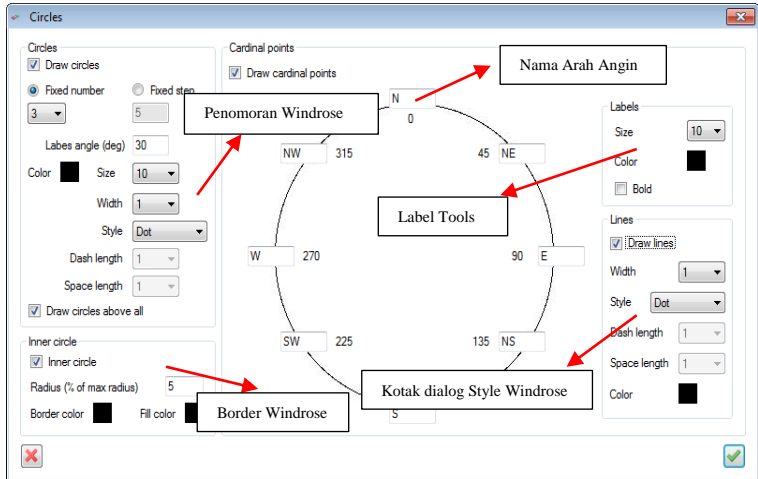 Circles
Circles
Draw circles
Fixed number
Fixed step
3
5
Labes angle (deg)
30
Color
Size
10
Width
1
Style
Dot
Dash length
1
Space length
1
Draw circles above all
Inner circle
Inner circle
Radius (% of max radius)
5
Border color
Fill color
Cardinal points
Draw cardinal points
N
0
NW
315
45
NE
W
270
90
E
SW
225
135
NS
S
Labels
Size
10
Color
Bold
Lines
Draw lines
Width
1
Style
Dot
Dash length
1
Space length
1
Color
Nama Arah Angin
Penomoran Windrose
Label Tools
Kotak dialog Style Windrose
Border Windrose